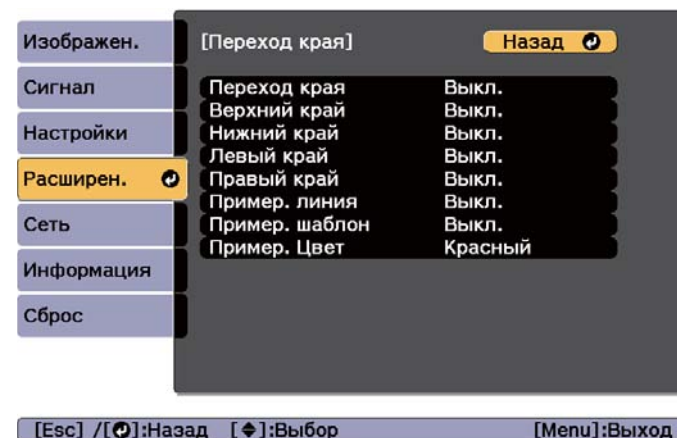 Изображен.
Сигнал
Настройки
Расширен.
Сеть
Информация
Сброс
[Переход края] Назад
Переход края Выкл.
Верхний край Выкл.
Нижний край Выкл.
Левый край Выкл.
Правый край Выкл.
Пример. линия Выкл.
Пример. шаблон Выкл.
Пример. Цвет Красный
[Esc] /[⏎]:Назад [◆]:Выбор [Menu]:Выход